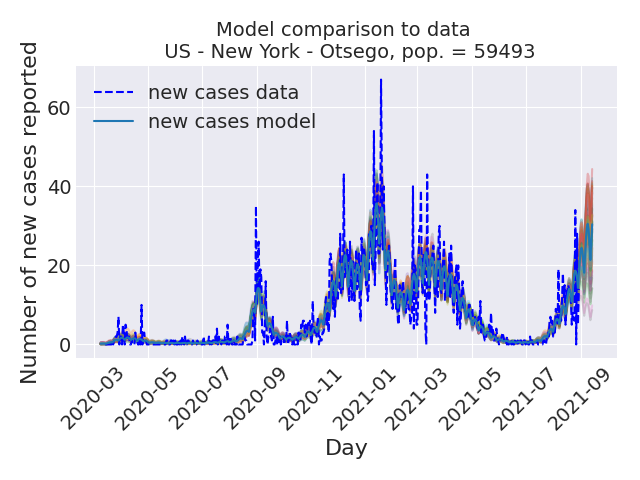 Model comparison to data
US - New York - Otsego, pop. = 59493
Number of new cases reported
60
40
20
0
new cases data
new cases model
2020-03
2020-05
2020-07
2020-09
2020-11
2021-01
2021-03
2021-05
2021-07
2021-09
Day